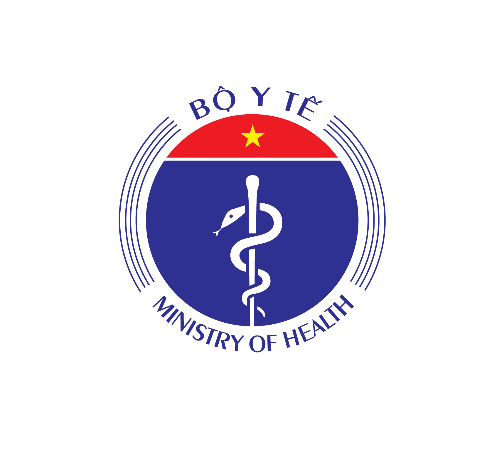 BỘ Y TẾ
MINISTRY OF HEALTH